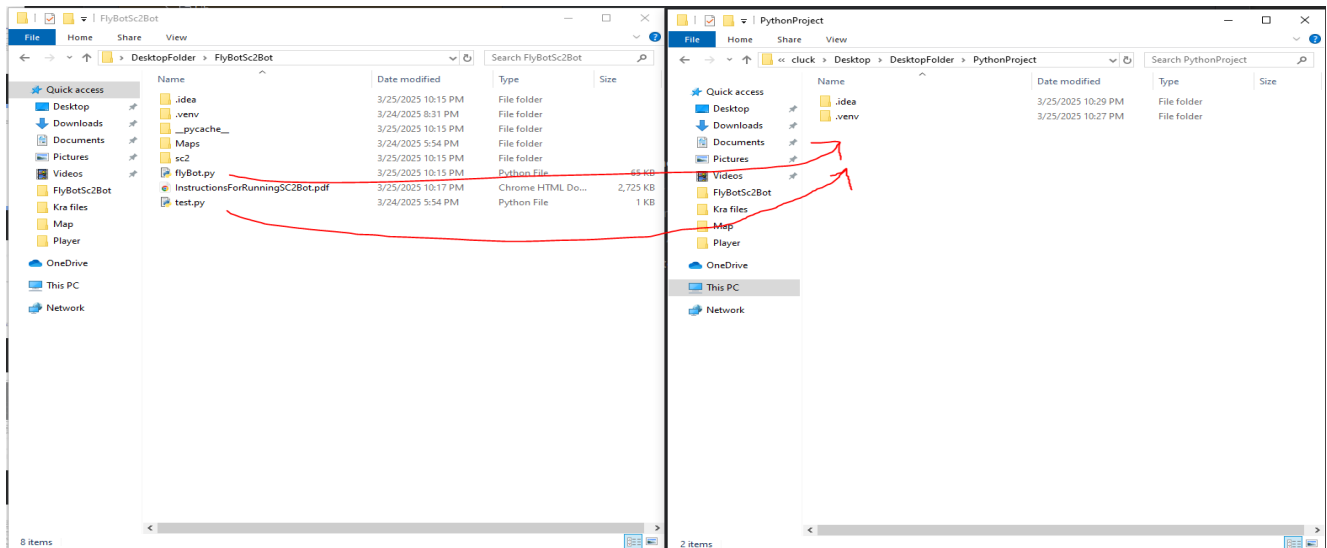 FlyBotSc2Bot
File Home Share View
DesktopFolder > FlyBotSc2Bot
Search FlyBotSc2Bot
Name Date modified Type Size
Quick access
Desktop
Downloads
Documents
Pictures
Videos
FlyBotSc2Bot
Kra files
Map
Player
OneDrive
This PC
Network
.idea 3/25/2025 10:15 PM File folder
.venv 3/24/2025 8:31 PM File folder
__pycache__ 3/25/2025 10:15 PM File folder
Maps 3/24/2025 5:54 PM File folder
sc2 3/25/2025 10:15 PM File folder
flyBot.py 3/25/2025 10:15 PM Python File 65 KB
InstructionsForRunningSC2Bot.pdf 3/25/2025 10:17 PM Chrome HTML Do... 2,725 KB
test.py 3/24/2025 5:54 PM Python File 1 KB
8 items
PythonProject
File Home Share View
« cluck > Desktop > DesktopFolder > PythonProject
Search PythonProject
Name Date modified Type Size
Quick access
Desktop
Downloads
Documents
Pictures
Videos
FlyBotSc2Bot
Kra files
Map
Player
OneDrive
This PC
Network
.idea 3/25/2025 10:29 PM File folder
.venv 3/25/2025 10:27 PM File folder
2 items